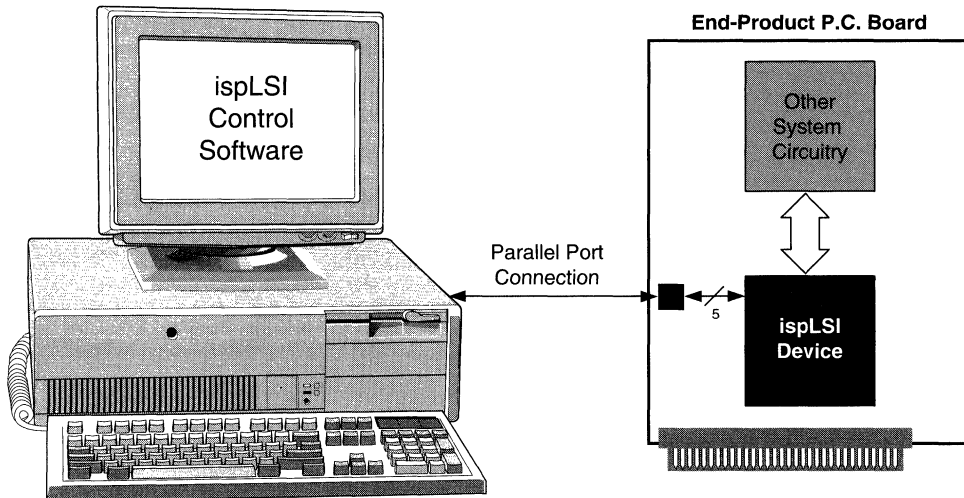 End-Product P.C. Board
ispLSI
Control
Software
Other
System
Circuitry
Parallel Port
Connection
5
ispLSI
Device